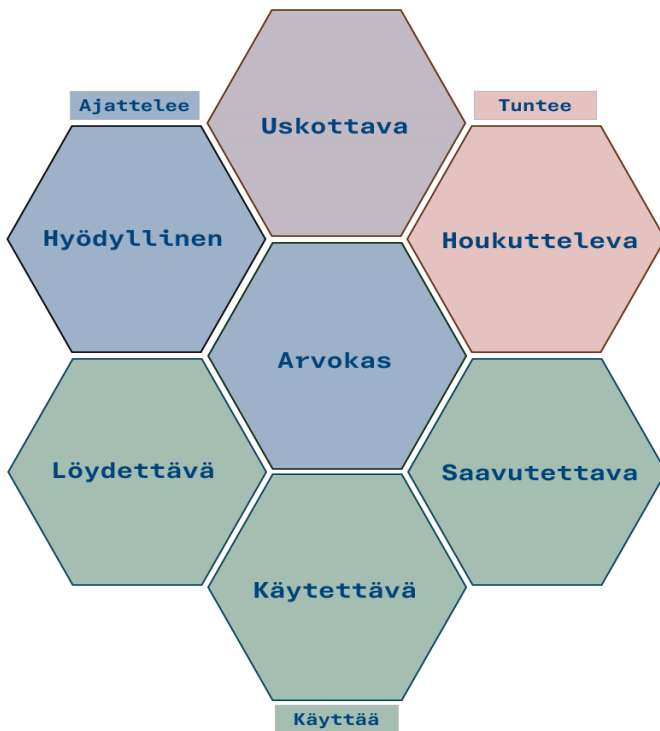 Ajattelee
Uskottava
Tuntee
Hyödyllinen
Houkutteleva
Arvokas
Löydettävä
Saavutettava
Käytettävä
Käyttää